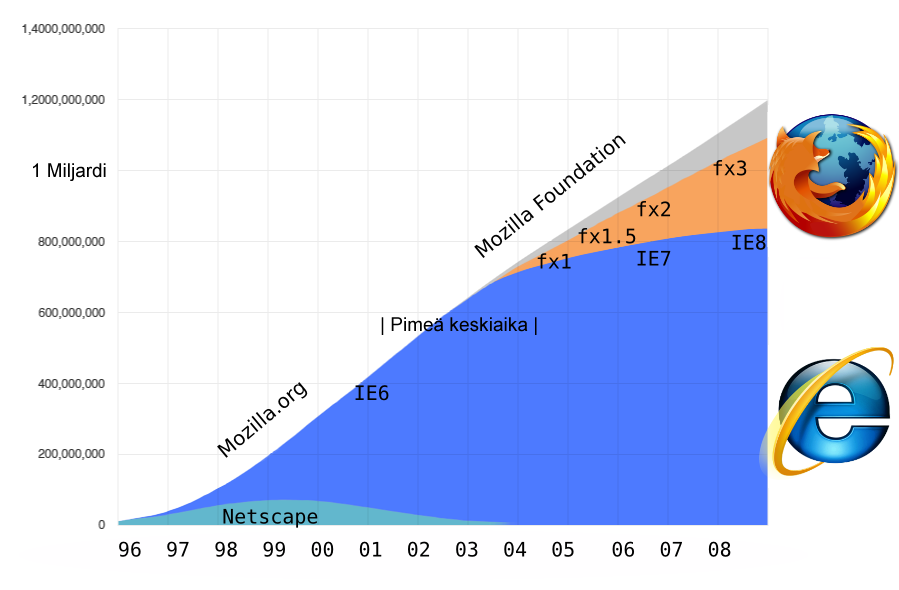 1,4000,000,000
1,2000,000,000
1 Miljardi
800,000,000
600,000,000
400,000,000
200,000,000
0
Mozilla Foundation
fx3
fx2
fx1.5
IE8
fx1
IE7
| Pimeä keskiaika |
Mozilla.org
IE6
Netscape
96 97 98 99 00 01 02 03 04 05 06 07 08